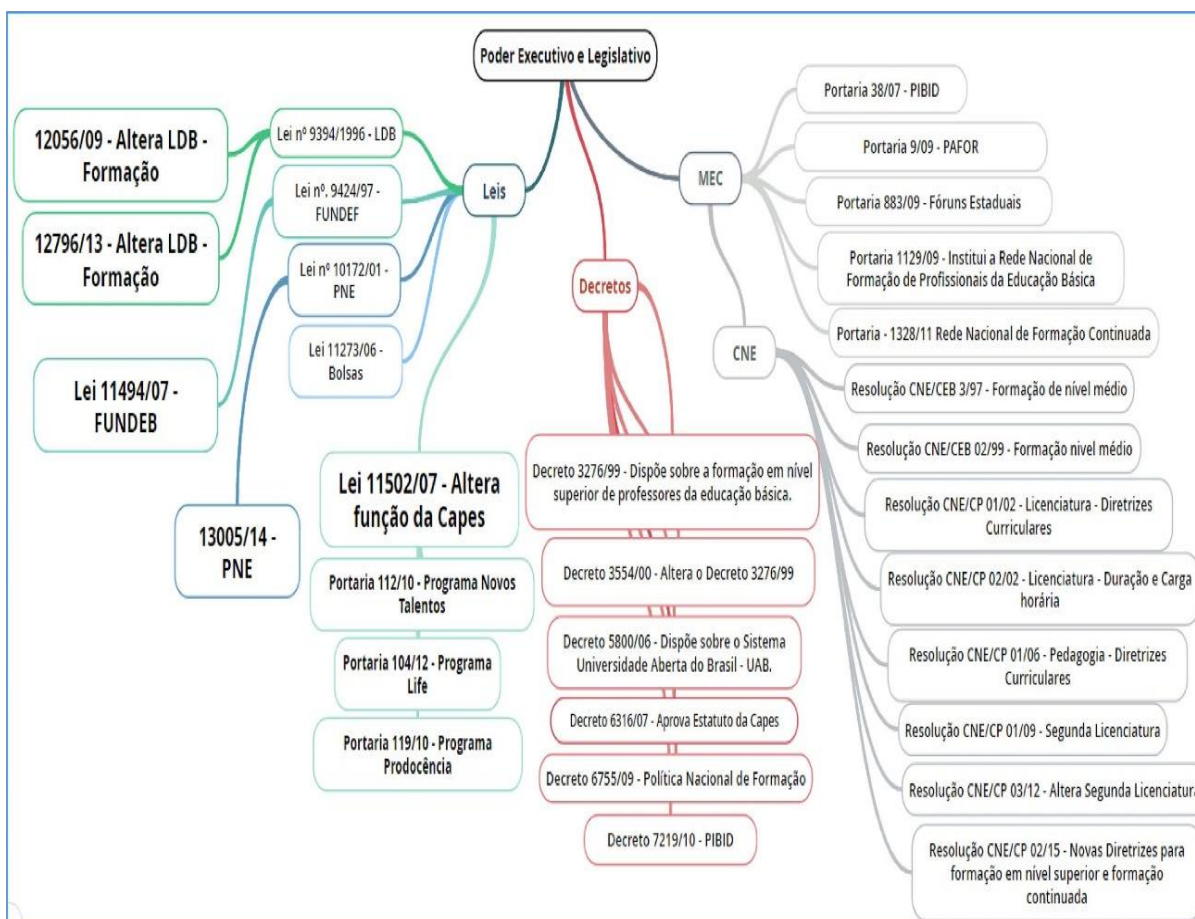 Poder Executivo e Legislativo
Leis
Lei nº 9394/1996 - LDB
12056/09 - Altera LDB -
Formação
12796/13 - Altera LDB -
Formação
Lei nº. 9424/97 -
FUNDEF
Lei 11494/07 -
FUNDEB
Lei nº 10172/01 -
PNE
13005/14 -
PNE
Lei 11273/06 -
Bolsas
Lei 11502/07 - Altera
função da Capes
Portaria 112/10 - Programa Novos
Talentos
Portaria 104/12 - Programa
Life
Portaria 119/10 - Programa
Prodocência
Decretos
Decreto 3276/99 - Dispõe sobre a formação em nível
superior de professores da educação básica.
Decreto 3554/00 - Altera o Decreto 3276/99
Decreto 5800/06 - Dispõe sobre o Sistema
Universidade Aberta do Brasil - UAB.
Decreto 6316/07 - Aprova Estatuto da Capes
Decreto 6755/09 - Política Nacional de Formação
Decreto 7219/10 - PIBID
MEC
Portaria 38/07 - PIBID
Portaria 9/09 - PAFOR
Portaria 883/09 - Fóruns Estaduais
Portaria 1129/09 - Institui a Rede Nacional de
Formação de Profissionais da Educação Básica
Portaria - 1328/11 Rede Nacional de Formação Continuada
CNE
Resolução CNE/CEB 3/97 - Formação de nível médio
Resolução CNE/CEB 02/99 - Formação nivel médio
Resolução CNE/CP 01/02 - Licenciatura - Diretrizes
Curriculares
Resolução CNE/CP 02/02 - Licenciatura - Duração e Carga
horária
Resolução CNE/CP 01/06 - Pedagogia - Diretrizes
Curriculares
Resolução CNE/CP 01/09 - Segunda Licenciatura
Resolução CNE/CP 03/12 - Altera Segunda Licenciatura
Resolução CNE/CP 02/15 - Novas Diretrizes para
formação em nível superior e formação
continuada